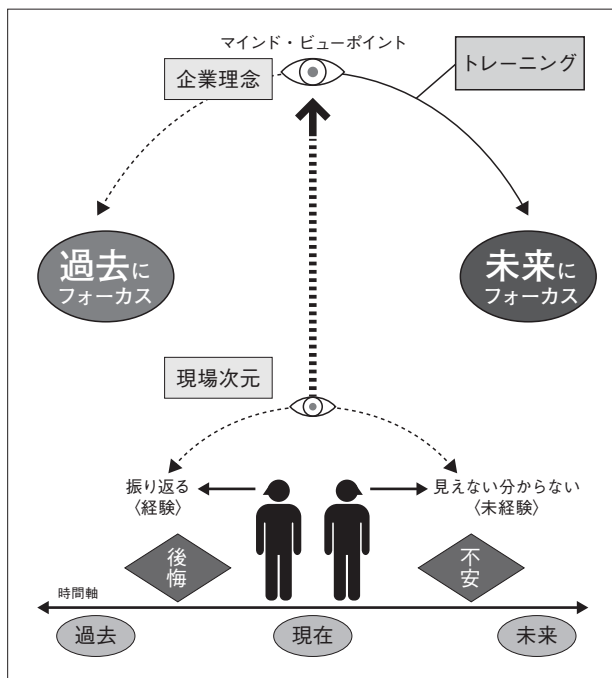 マインド・ビューポイント
企業理念
トレーニング
過去に
フォーカス
未来に
フォーカス
現場次元
振り返る
〈経験〉
見えない分からない
〈未経験〉
後悔
不安
時間軸
過去
現在
未来